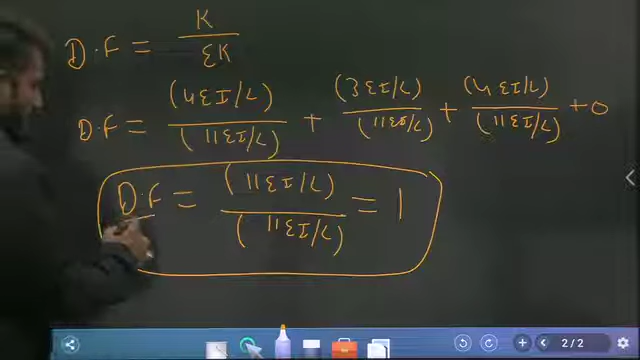 D.F = K / ΣK
D.F = (4EI/L) / (11EI/L) + (3EI/L) / (11EI/L) + (4EI/L) / (11EI/L) + 0
D.F = (11EI/L) / (11EI/L) = 1
2/2